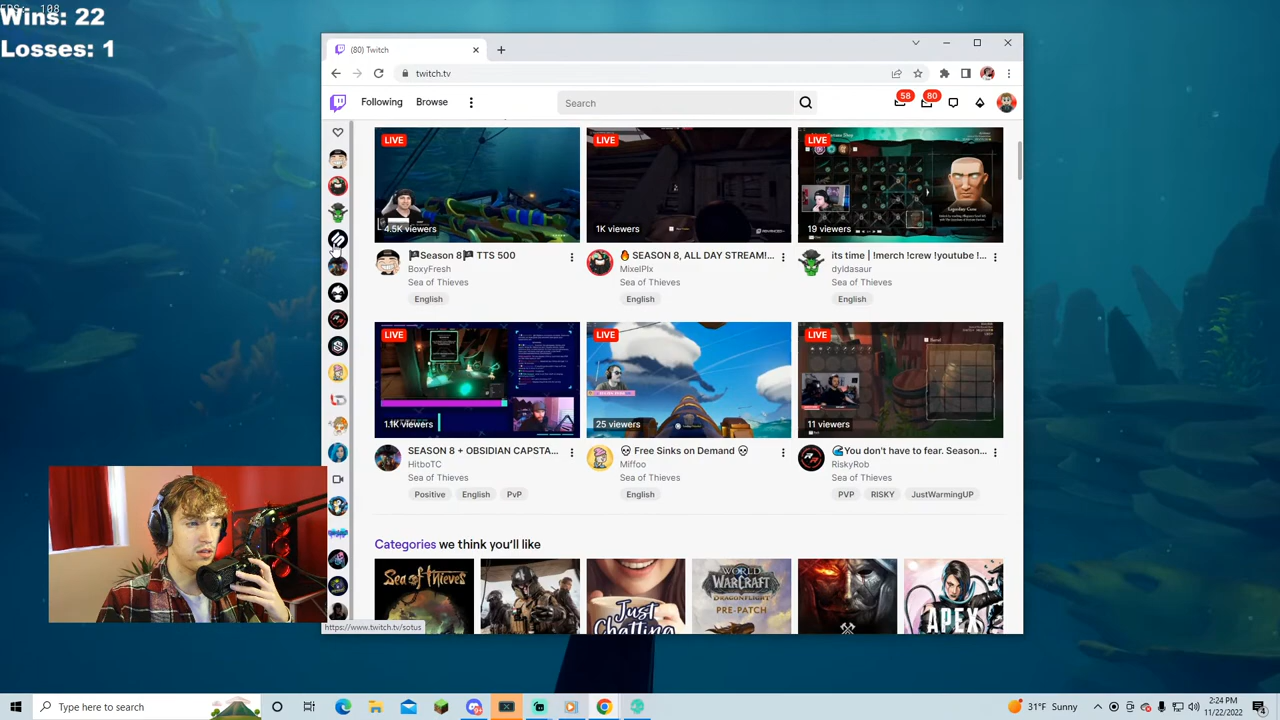 FPS: 108
Wins: 22
Losses: 1
(80) Twitch
twitch.tv
Following Browse Search 58 80
LIVE LIVE LIVE
4.5K viewers 1K viewers 19 viewers
🏴Season 8🏴 TTS 500
BoxyFresh
Sea of Thieves
English
🔥 SEASON 8, ALL DAY STREAM!...
MixelPlx
Sea of Thieves
English
its time | !merch !crew !youtube !...
dyldasaur
Sea of Thieves
English
LIVE LIVE LIVE
1.1K viewers 25 viewers 11 viewers
SEASON 8 + OBSIDIAN CAPSTA...
HitboTC
Sea of Thieves
Positive English PvP
💀 Free Sinks on Demand 💀
Miffoo
Sea of Thieves
English
🌊You don't have to fear. Season...
RiskyRob
Sea of Thieves
PVP RISKY JustWarmingUP
Categories we think you'll like
Sea of Thieves
Just Chatting
WORLD WARCRAFT
DRAGONFLIGHT
PRE-PATCH
APEX
https://www.twitch.tv/sotus
Type here to search
31°F Sunny
2:24 PM
11/22/2022
4